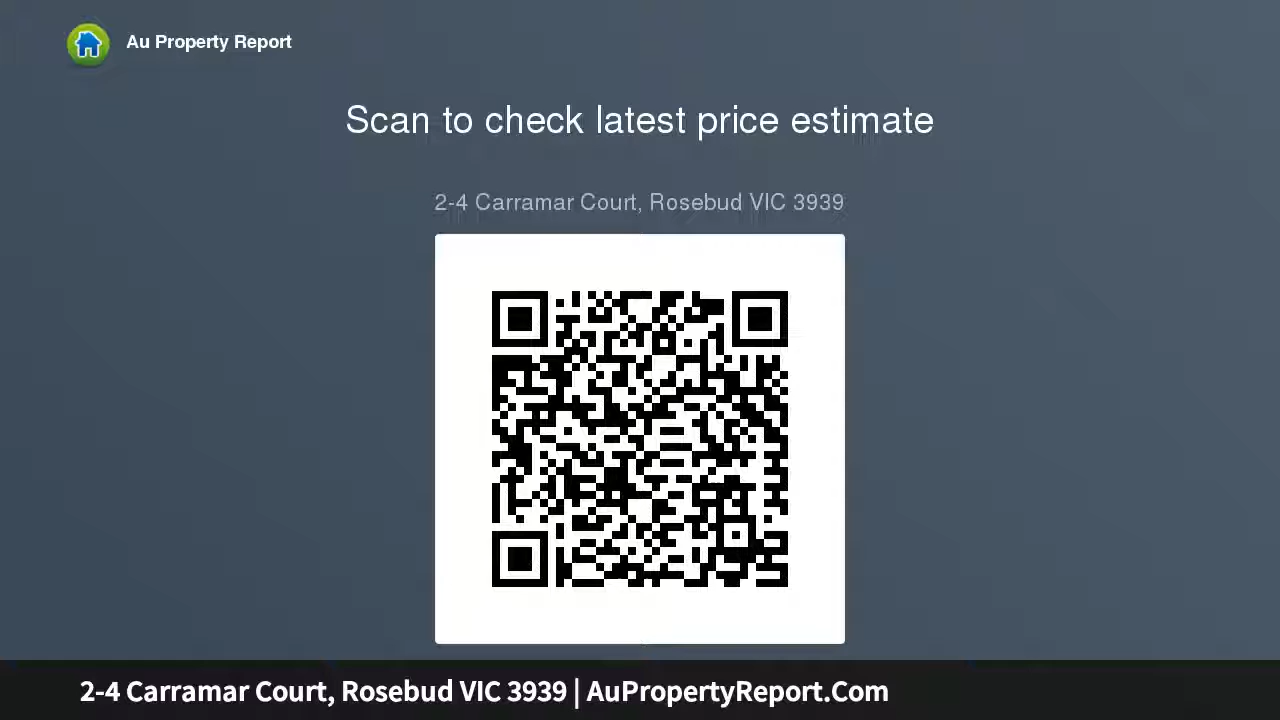 Au Property Report
Scan to check latest price estimate
2-4 Carramar Court, Rosebud VIC 3939
2-4 Carramar Court, Rosebud VIC 3939 | AuPropertyReport.Com